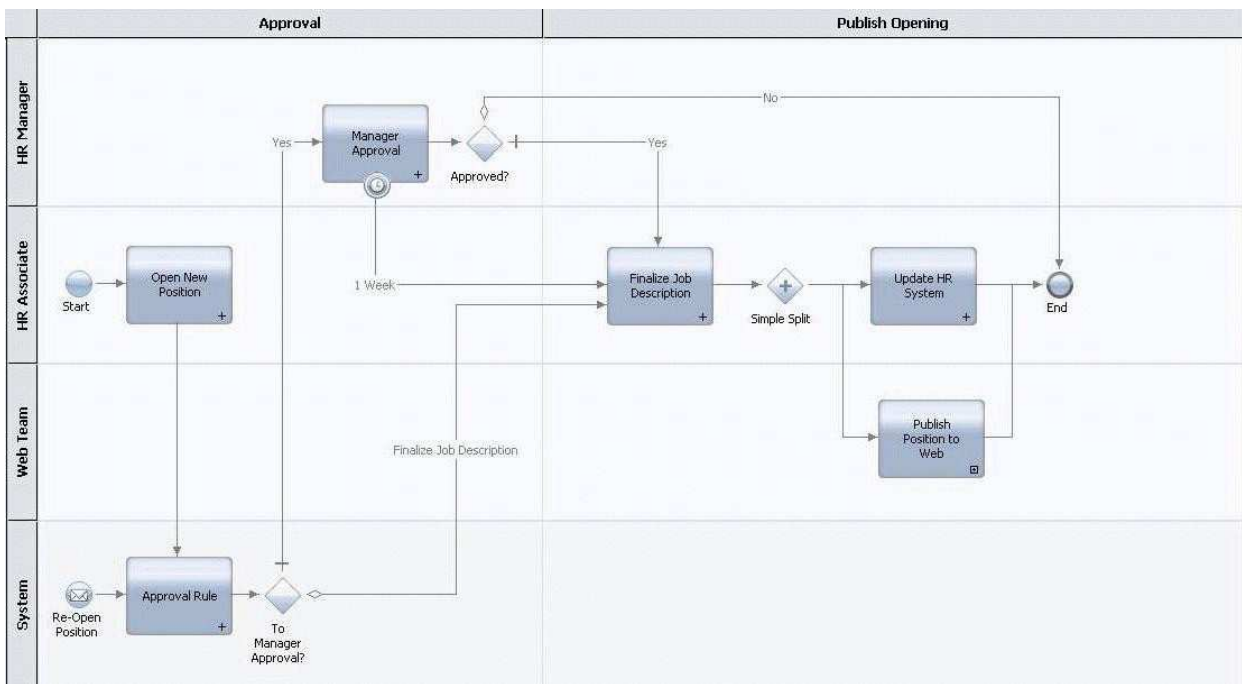 Approval
Publish Opening
HR Manager
Manager
Approval
Yes
Approved?
Yes
No
HR Associate
Start
Open New
Position
1 Week
Finalize Job
Description
Simple Split
Update HR
System
End
Web Team
Finalize Job Description
Publish
Position to
Web
System
Re-Open
Position
Approval Rule
To
Manager
Approval?